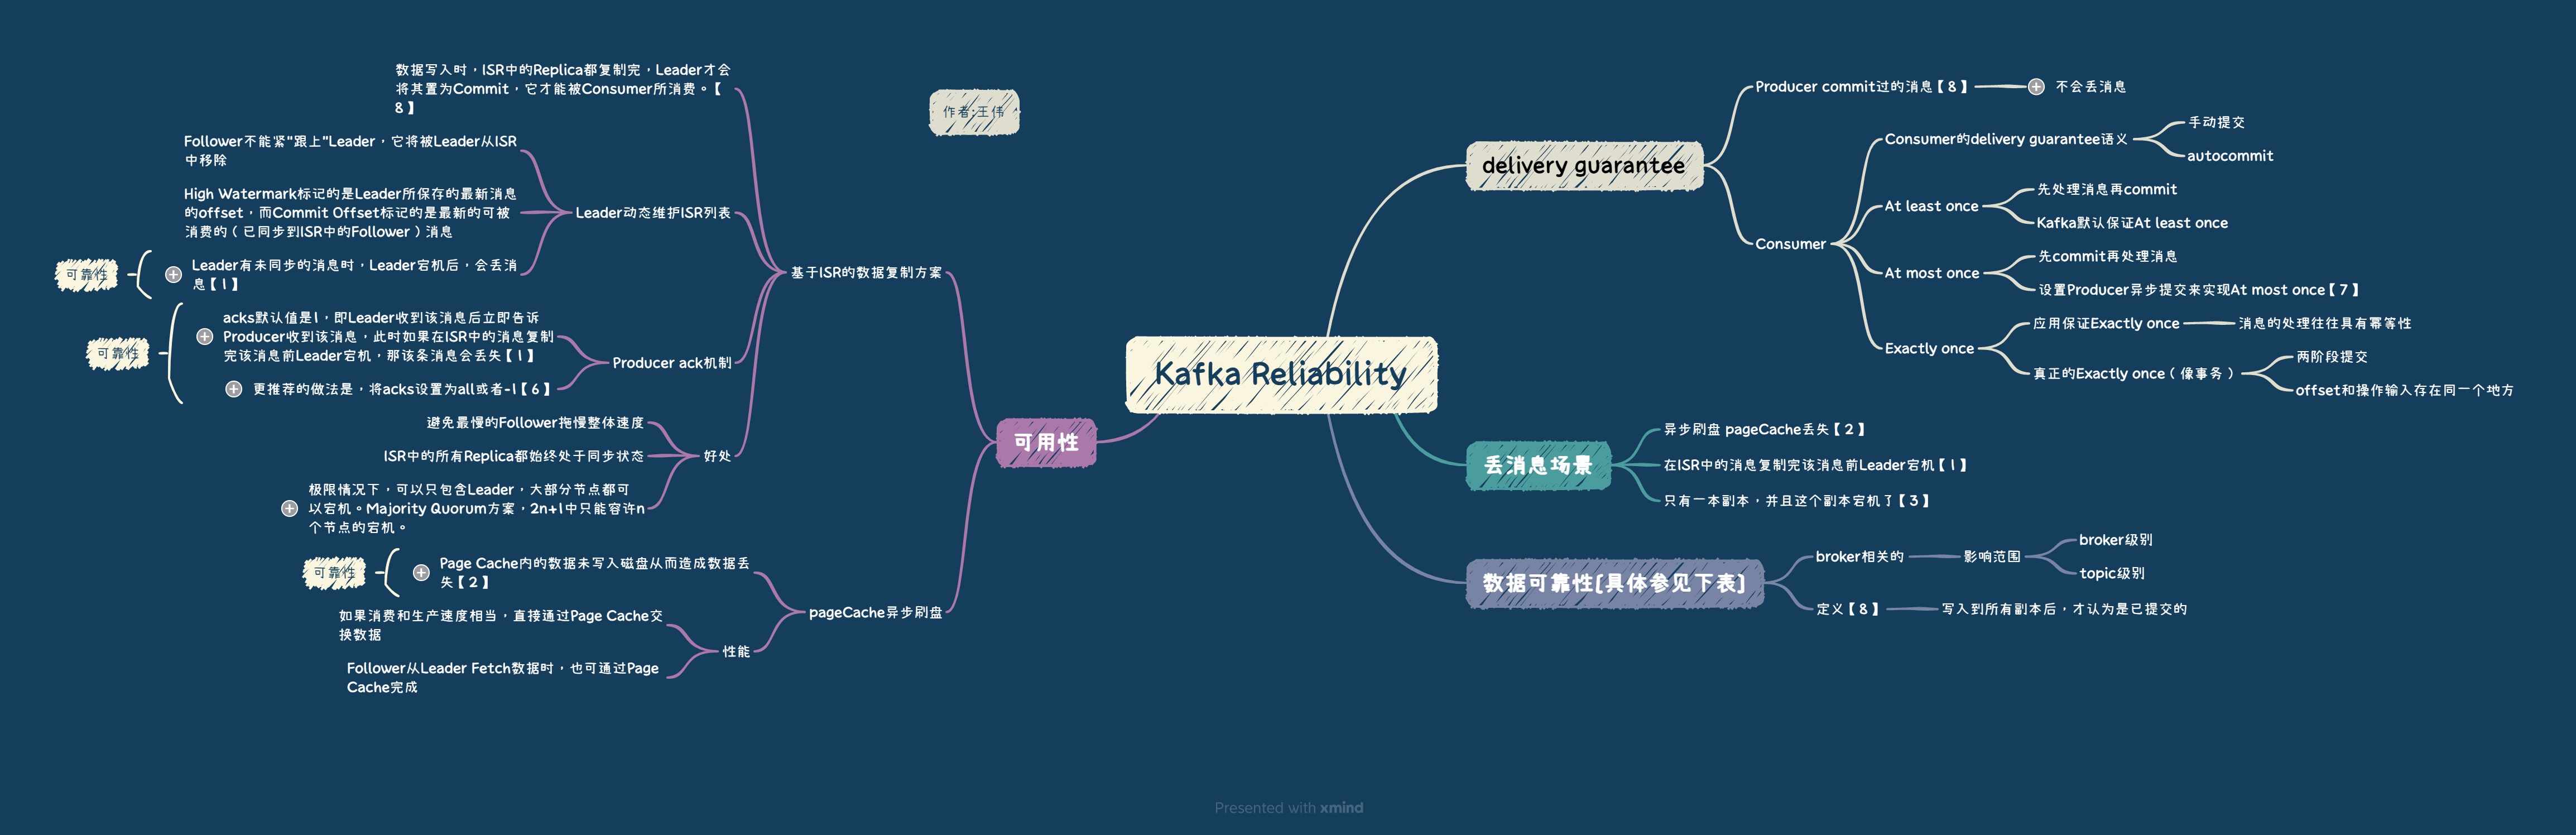 Kafka Reliability
作者:王伟
delivery guarantee
Producer commit过的消息【8】
不会丢消息
Consumer
Consumer的delivery guarantee语义
手动提交
autocommit
At least once
先处理消息再commit
Kafka默认保证At least once
At most once
先commit再处理消息
设置Producer异步提交来实现At most once【7】
Exactly once
应用保证Exactly once
消息的处理往往具有幂等性
真正的Exactly once（像事务）
两阶段提交
offset和操作输入存在同一个地方
丢消息场景
异步刷盘 pageCache丢失【2】
在ISR中的消息复制完该消息前Leader宕机【1】
只有一本副本，并且这个副本宕机了【3】
数据可靠性[具体参见下表]
broker相关的
影响范围
broker级别
topic级别
定义【8】
写入到所有副本后，才认为是已提交的
可用性
基于ISR的数据复制方案
数据写入时，ISR中的Replica都复制完，Leader才会
将其置为Commit，它才能被Consumer所消费。【
8】
Leader动态维护ISR列表
Follower不能紧"跟上"Leader，它将被Leader从ISR
中移除
High Watermark标记的是Leader所保存的最新消息
的offset，而Commit Offset标记的是最新的可被
消费的（已同步到ISR中的Follower）消息
Leader有未同步的消息时，Leader宕机后，会丢消
息【1】
可靠性
Producer ack机制
acks默认值是1，即Leader收到该消息后立即告诉
Producer收到该消息，此时如果在ISR中的消息复制
完该消息前Leader宕机，那该条消息会丢失【1】
更推荐的做法是，将acks设置为all或者-1【6】
可靠性
好处
避免最慢的Follower拖慢整体速度
ISR中的所有Replica都始终处于同步状态
极限情况下，可以只包含Leader，大部分节点都可
以宕机。Majority Quorum方案，2n+1中只能容许n
个节点的宕机。
pageCache异步刷盘
Page Cache内的数据未写入磁盘从而造成数据丢
失【2】
可靠性
性能
如果消费和生产速度相当，直接通过Page Cache交
换数据
Follower从Leader Fetch数据时，也可通过Page
Cache完成
Presented with xmind